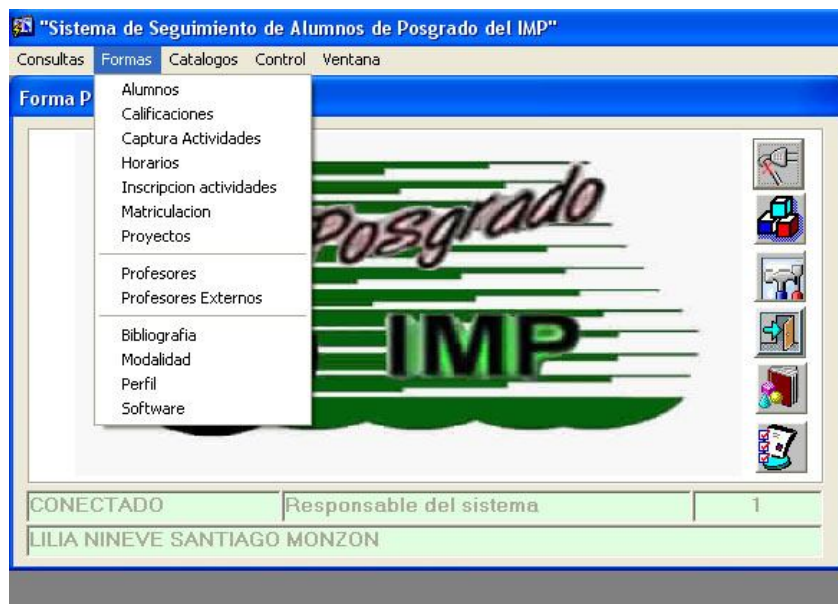 "Sistema de Seguimiento de Alumnos de Posgrado del IMP"
Consultas Formas Catalogos Control Ventana
Forma P
Alumnos
Calificaciones
Captura Actividades
Horarios
Inscripcion actividades
Matriculacion
Proyectos
Profesores
Profesores Externos
Bibliografia
Modalidad
Perfil
Software
Posgrado
IMP
CONECTADO Responsable del sistema 1
LILIA NINEVE SANTIAGO MONZON